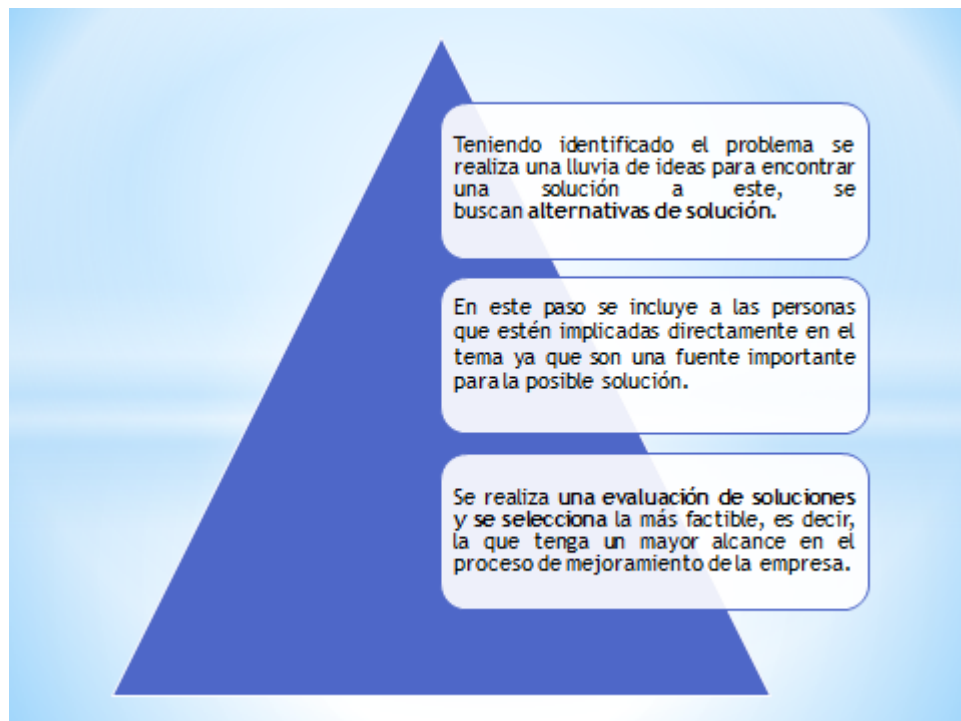 Teniendo identificado el problema se
realiza una lluvia de ideas para encontrar
una solución a este, se
buscan alternativas de solución.
En este paso se incluye a las personas
que estén implicadas directamente en el
tema ya que son una fuente importante
para la posible solución.
Se realiza una evaluación de soluciones
y se selecciona la más factible, es decir,
la que tenga un mayor alcance en el
proceso de mejoramiento de la empresa.